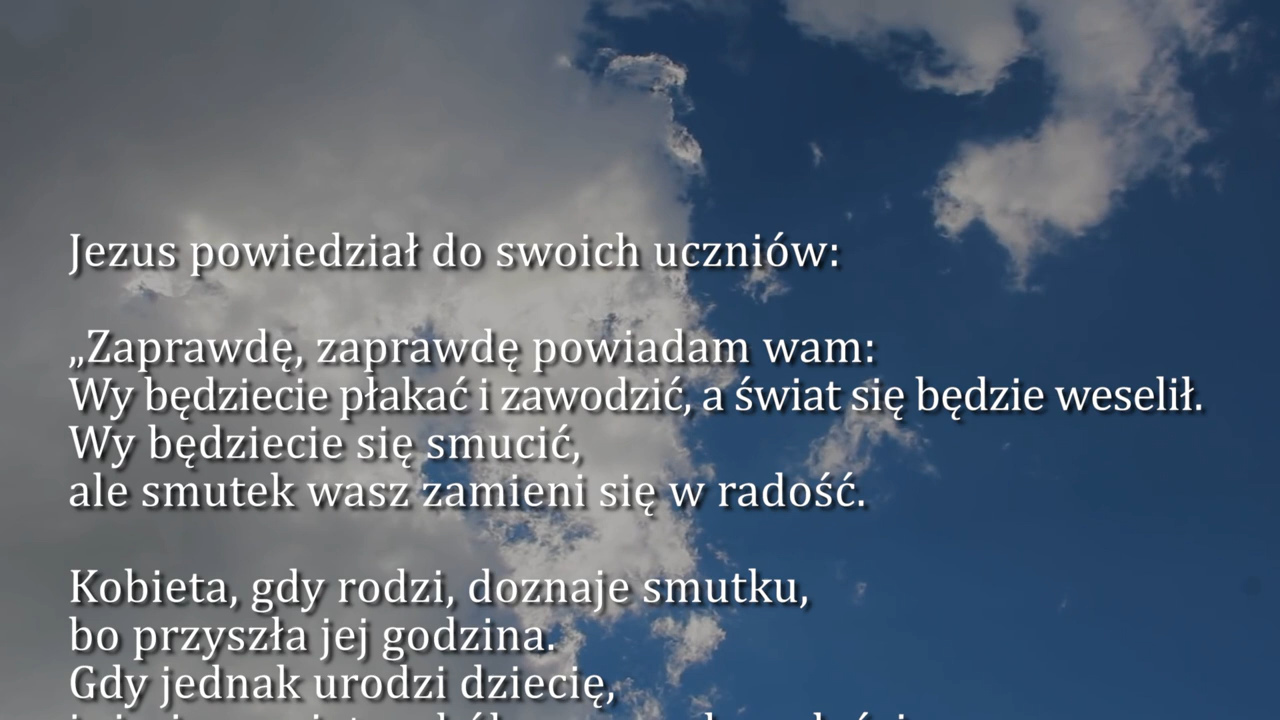 Jezus powiedział do swoich uczniów:
„Zaprawdę, zaprawdę powiadam wam:
Wy będziecie płakać i zawodzić, a świat się będzie weselił.
Wy będziecie się smucić,
ale smutek wasz zamieni się w radość.
Kobieta, gdy rodzi, doznaje smutku,
bo przyszła jej godzina.
Gdy jednak urodzi dziecię,